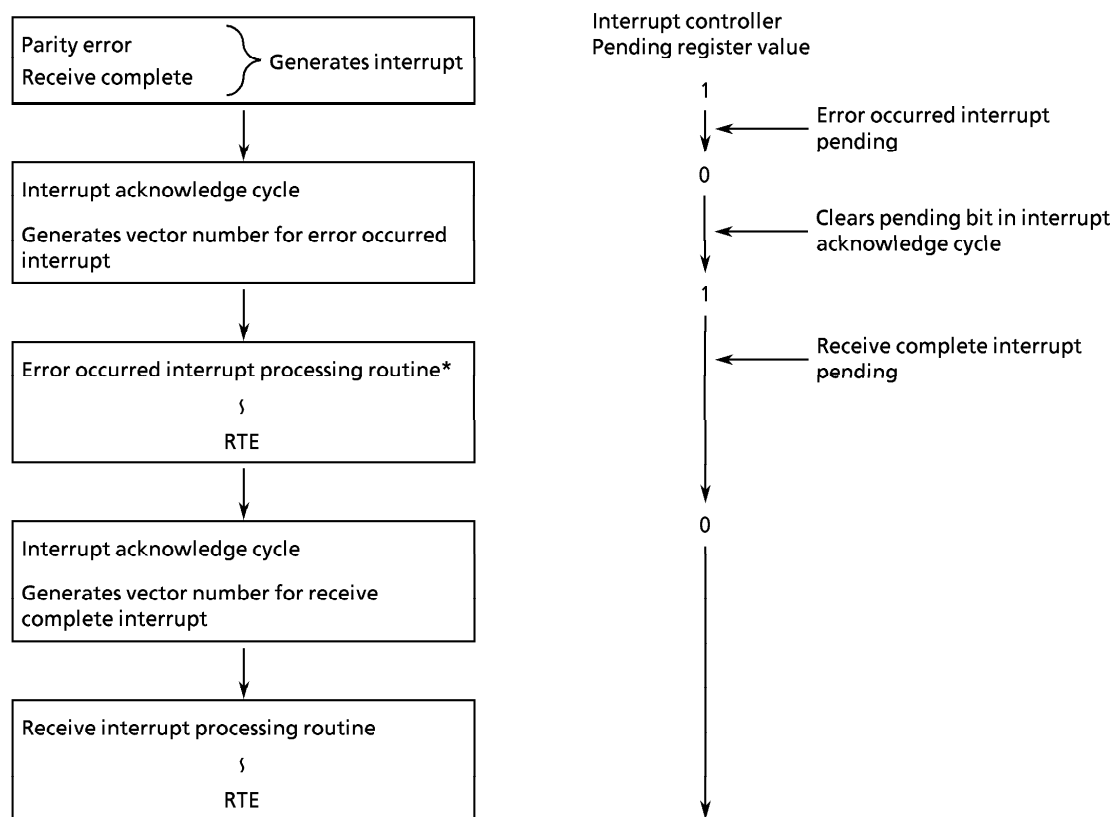 Parity error
Receive complete
Generates interrupt
Interrupt acknowledge cycle
Generates vector number for error occurred
interrupt
Error occurred interrupt processing routine*
RTE
Interrupt acknowledge cycle
Generates vector number for receive
complete interrupt
Receive interrupt processing routine
RTE
Interrupt controller
Pending register value
1
Error occurred interrupt
pending
0
Clears pending bit in interrupt
acknowledge cycle
1
Receive complete interrupt
pending
0